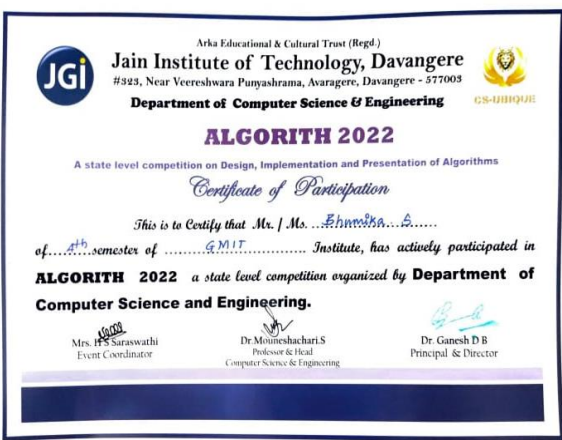 Arka Educational & Cultural Trust (Regd.)
JGi
Jain Institute of Technology, Davangere
#323, Near Veereshwara Punyashrama, Avaragere, Davangere - 577003
Department of Computer Science & Engineering
CS-UBIQUE
ALGORITH 2022
A state level competition on Design, Implementation and Presentation of Algorithms
Certificate of Participation
This is to Certify that Mr. / Ms. ...Bhumika. S......
of....4th..semester of ..........GMIT.............. Institute, has actively participated in
ALGORITH 2022 a state level competition organized by Department of
Computer Science and Engineering.
Mrs. H S Saraswathi
Event Coordinator
Dr.Mouneshachari.S
Professor & Head
Computer Science & Engineering
Dr. Ganesh D B
Principal & Director